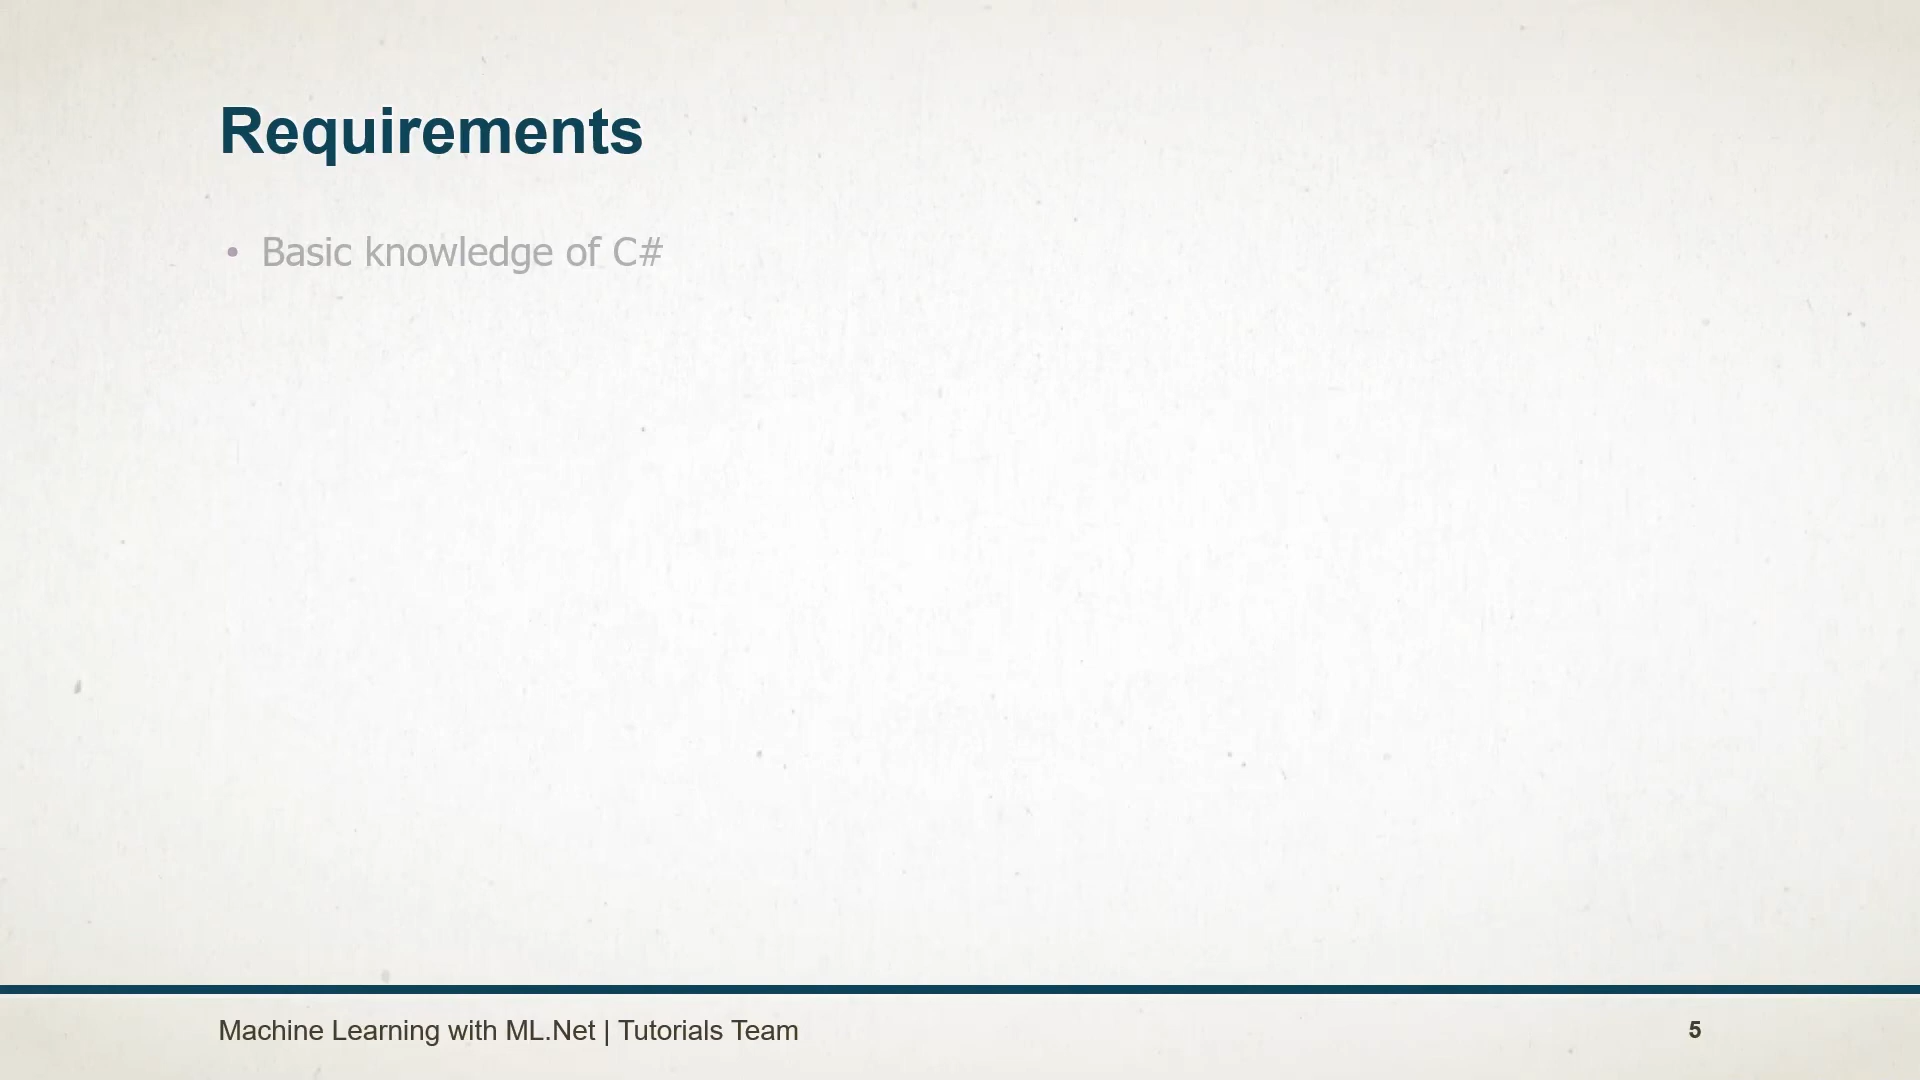 Requirements
• Basic knowledge of C#
Machine Learning with ML.Net | Tutorials Team
5